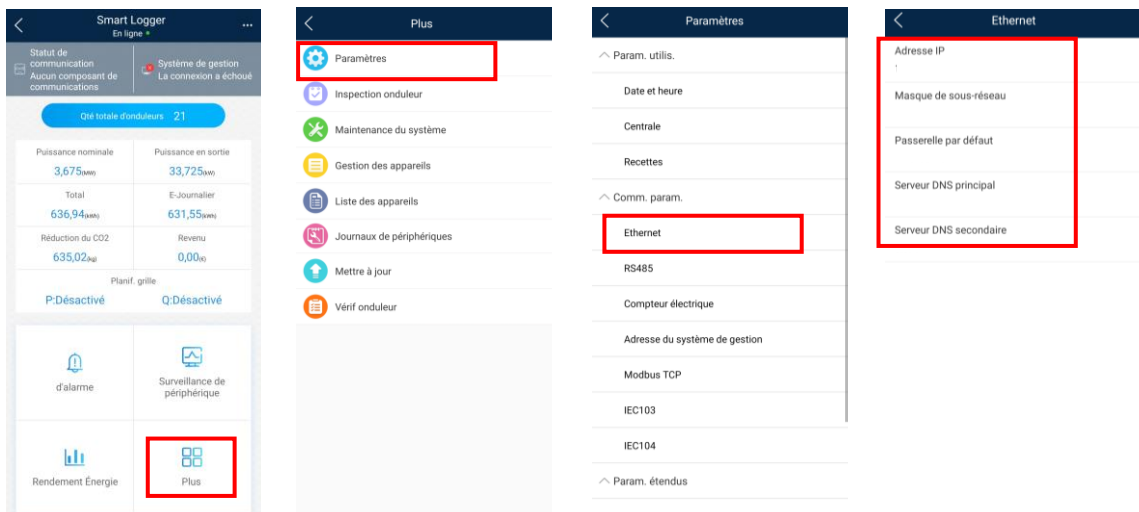 Smart Logger
...
En ligne
Statut de
communication
Aucun composant de
communications
Système de gestion
La connexion a échoué
Qté totale d'onduleurs 21
Puissance nominale
3,675(MW)
Puissance en sortie
33,725(kW)
Total
636,94(MWh)
E-Journalier
631,55(kWh)
Réduction du CO2
635,02(kg)
Revenu
0,00(€)
Planif. grille
P:Désactivé Q:Désactivé
d'alarme
Surveillance de
périphérique
Rendement Énergie
Plus
Plus
Paramètres
Inspection onduleur
Maintenance du système
Gestion des appareils
Liste des appareils
Journaux de périphériques
Mettre à jour
Vérif onduleur
Paramètres
Param. utilis.
Date et heure
Centrale
Recettes
Comm. param.
Ethernet
RS485
Compteur électrique
Adresse du système de gestion
Modbus TCP
IEC103
IEC104
Param. étendus
Ethernet
Adresse IP
Masque de sous-réseau
Passerelle par défaut
Serveur DNS principal
Serveur DNS secondaire